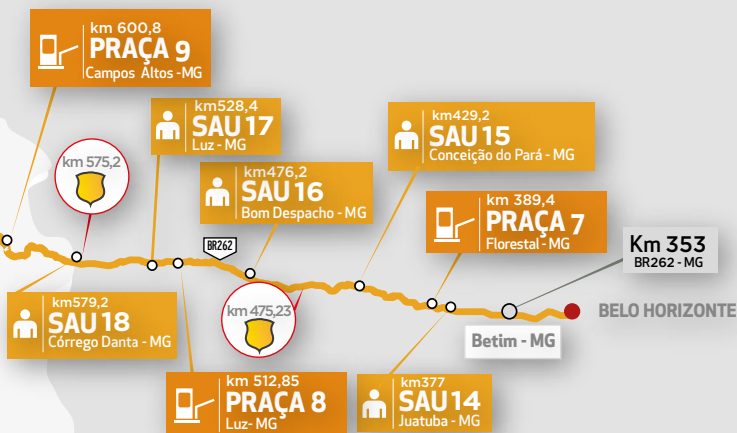 km 600,8
PRAÇA 9
Campos Altos -MG
km 575,2
km528,4
SAU 17
Luz - MG
km476,2
SAU 16
Bom Despacho - MG
km429,2
SAU 15
Conceição do Pará - MG
km 389,4
PRAÇA 7
Florestal - MG
Km 353
BR262 - MG
BR262
BELO HORIZONTE
Betim - MG
km579,2
SAU 18
Córrego Danta - MG
km 475,23
km 512,85
PRAÇA 8
Luz- MG
km377
SAU 14
Juatuba - MG